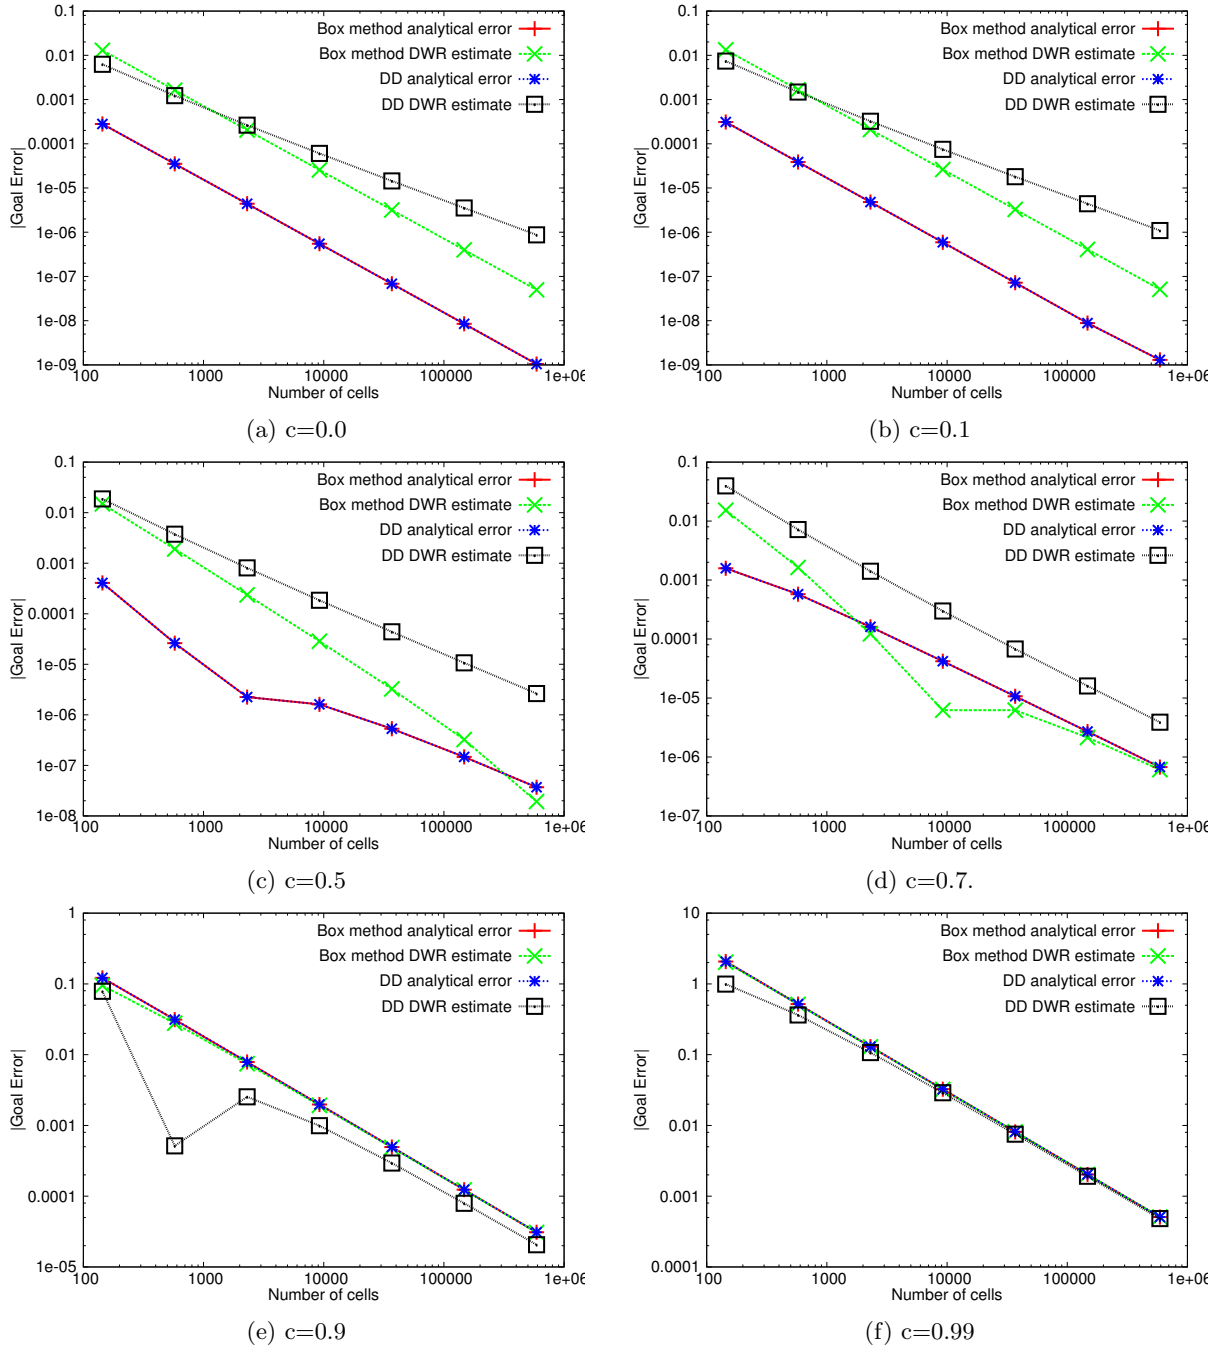 0.1
0.01
0.001
0.0001
1e-05
1e-06
1e-07
1e-08
1e-09
|Goal Error|
Box method analytical error
Box method DWR estimate
DD analytical error
DD DWR estimate
100 1000 10000 100000 1e+06
Number of cells
(a) c=0.0
0.1
0.01
0.001
0.0001
1e-05
1e-06
1e-07
1e-08
1e-09
|Goal Error|
Box method analytical error
Box method DWR estimate
DD analytical error
DD DWR estimate
100 1000 10000 100000 1e+06
Number of cells
(b) c=0.1
0.1
0.01
0.001
0.0001
1e-05
1e-06
1e-07
1e-08
|Goal Error|
Box method analytical error
Box method DWR estimate
DD analytical error
DD DWR estimate
100 1000 10000 100000 1e+06
Number of cells
(c) c=0.5
0.1
0.01
0.001
0.0001
1e-05
1e-06
1e-07
|Goal Error|
Box method analytical error
Box method DWR estimate
DD analytical error
DD DWR estimate
100 1000 10000 100000 1e+06
Number of cells
(d) c=0.7.
1
0.1
0.01
0.001
0.0001
1e-05
|Goal Error|
Box method analytical error
Box method DWR estimate
DD analytical error
DD DWR estimate
100 1000 10000 100000 1e+06
Number of cells
(e) c=0.9
10
1
0.1
0.01
0.001
0.0001
|Goal Error|
Box method analytical error
Box method DWR estimate
DD analytical error
DD DWR estimate
100 1000 10000 100000 1e+06
Number of cells
(f) c=0.99